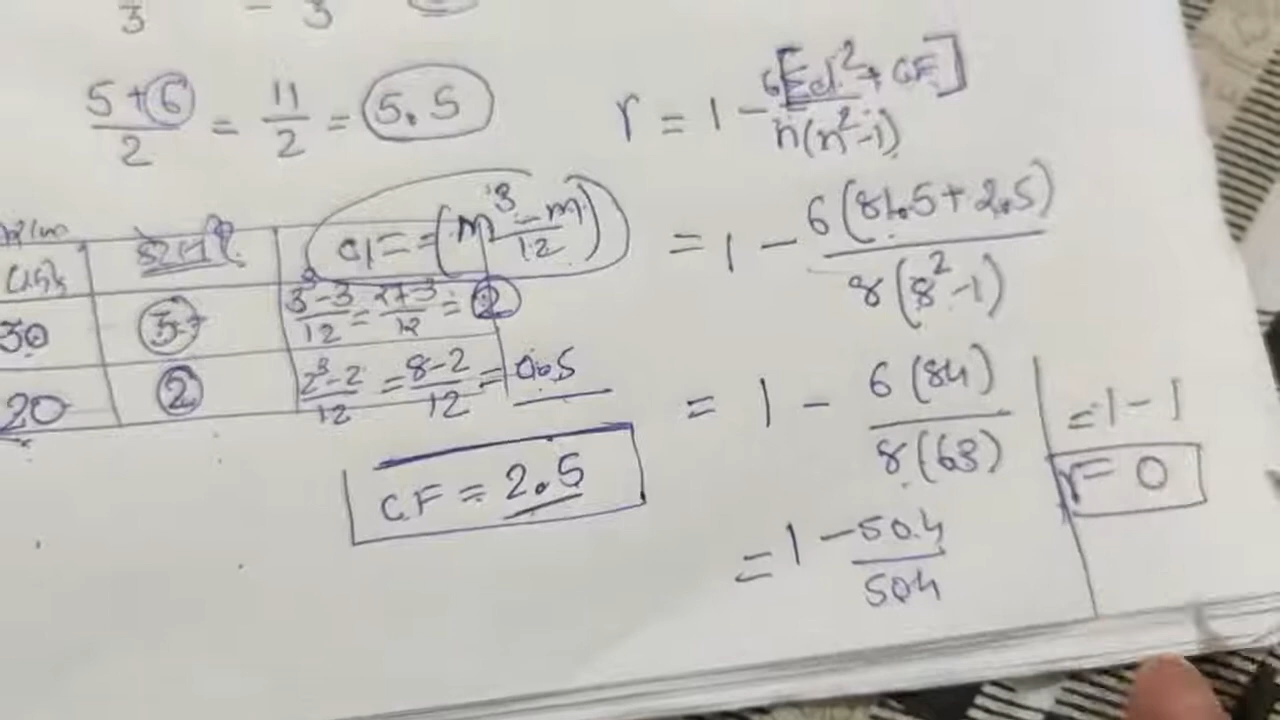 3 - 3
5+6/2 = 11/2 = 5.5
r = 1 - 6[Σd²+CF]/n(n²-1)
CF = (m³-m/12)
= 1 - 6(81.5+2.5)/8(8²-1)
30 3 3³-3/12 = 27-3/12 = 2
20 2 2³-2/12 = 8-2/12 = 0.5
CF = 2.5
= 1 - 6(84)/8(63)
= 1 - 504/504
= 1-1
r = 0